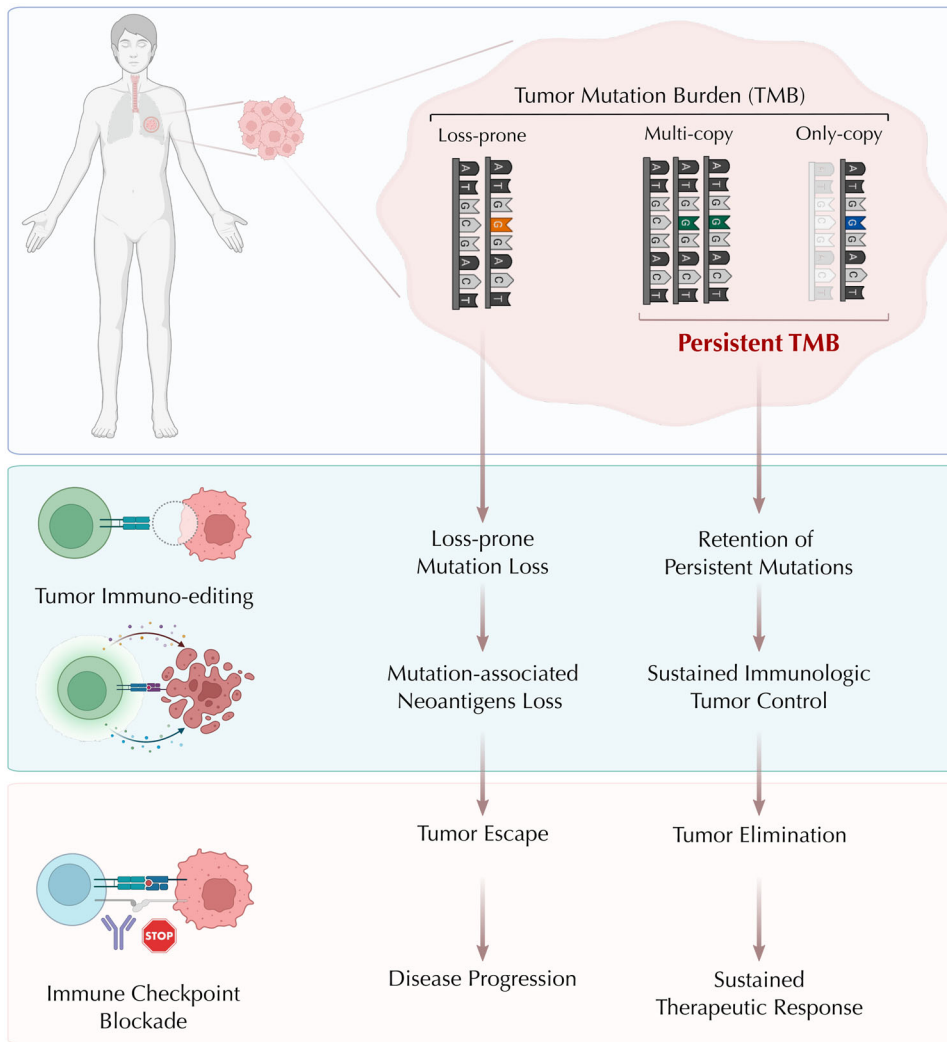 Tumor Mutation Burden (TMB)
Loss-prone
Multi-copy
Only-copy
A A
T T
G G
C G
G G
A A
C C
T T
A A A
T T T
G G G
C G G
G G G
A A A
C C C
T T T
A
T
G
G
G
A
C
T
Persistent TMB
Loss-prone
Mutation Loss
Retention of
Persistent Mutations
Tumor Immuno-editing
Mutation-associated
Neoantigens Loss
Sustained Immunologic
Tumor Control
Tumor Escape
Tumor Elimination
STOP
Immune Checkpoint
Blockade
Disease Progression
Sustained
Therapeutic Response